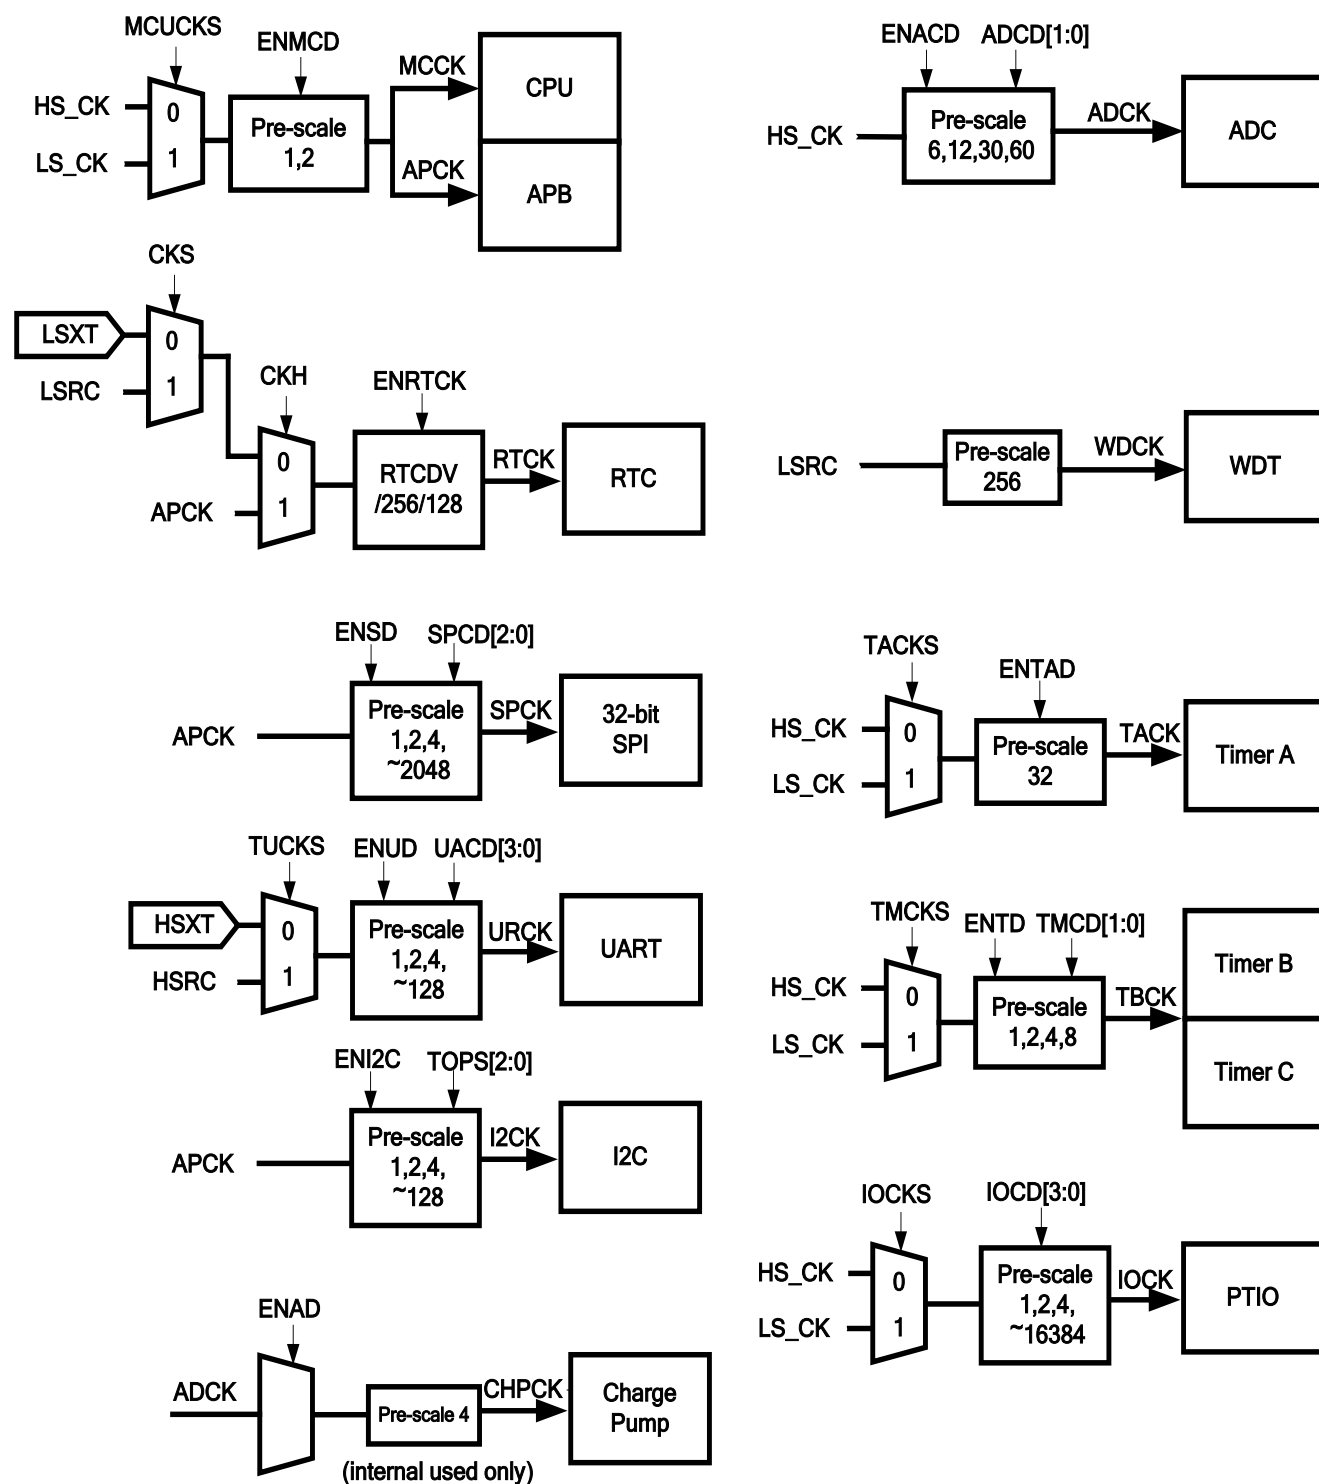 MCUCKS
ENMCD
HS_CK
LS_CK
0
1
Pre-scale
1,2
MCCK
APCK
CPU
APB
ENACD
ADCD[1:0]
HS_CK
Pre-scale
6,12,30,60
ADCK
ADC
CKS
LSXT
LSRC
0
1
CKH
APCK
0
1
ENRTCK
RTCDV
/256/128
RTCK
RTC
LSRC
Pre-scale
256
WDCK
WDT
ENSD
SPCD[2:0]
APCK
Pre-scale
1,2,4,
~2048
SPCK
32-bit
SPI
TACKS
HS_CK
LS_CK
0
1
ENTAD
Pre-scale
32
TACK
Timer A
TUCKS
HSXT
HSRC
0
1
ENUD
UACD[3:0]
Pre-scale
1,2,4,
~128
URCK
UART
TMCKS
HS_CK
LS_CK
0
1
ENTD
TMCD[1:0]
Pre-scale
1,2,4,8
TBCK
Timer B
Timer C
ENI2C
TOPS[2:0]
APCK
Pre-scale
1,2,4,
~128
I2CK
I2C
IOCKS
HS_CK
LS_CK
0
1
IOCD[3:0]
Pre-scale
1,2,4,
~16384
IOCK
PTIO
ENAD
ADCK
Pre-scale 4
(internal used only)
CHPCK
Charge
Pump